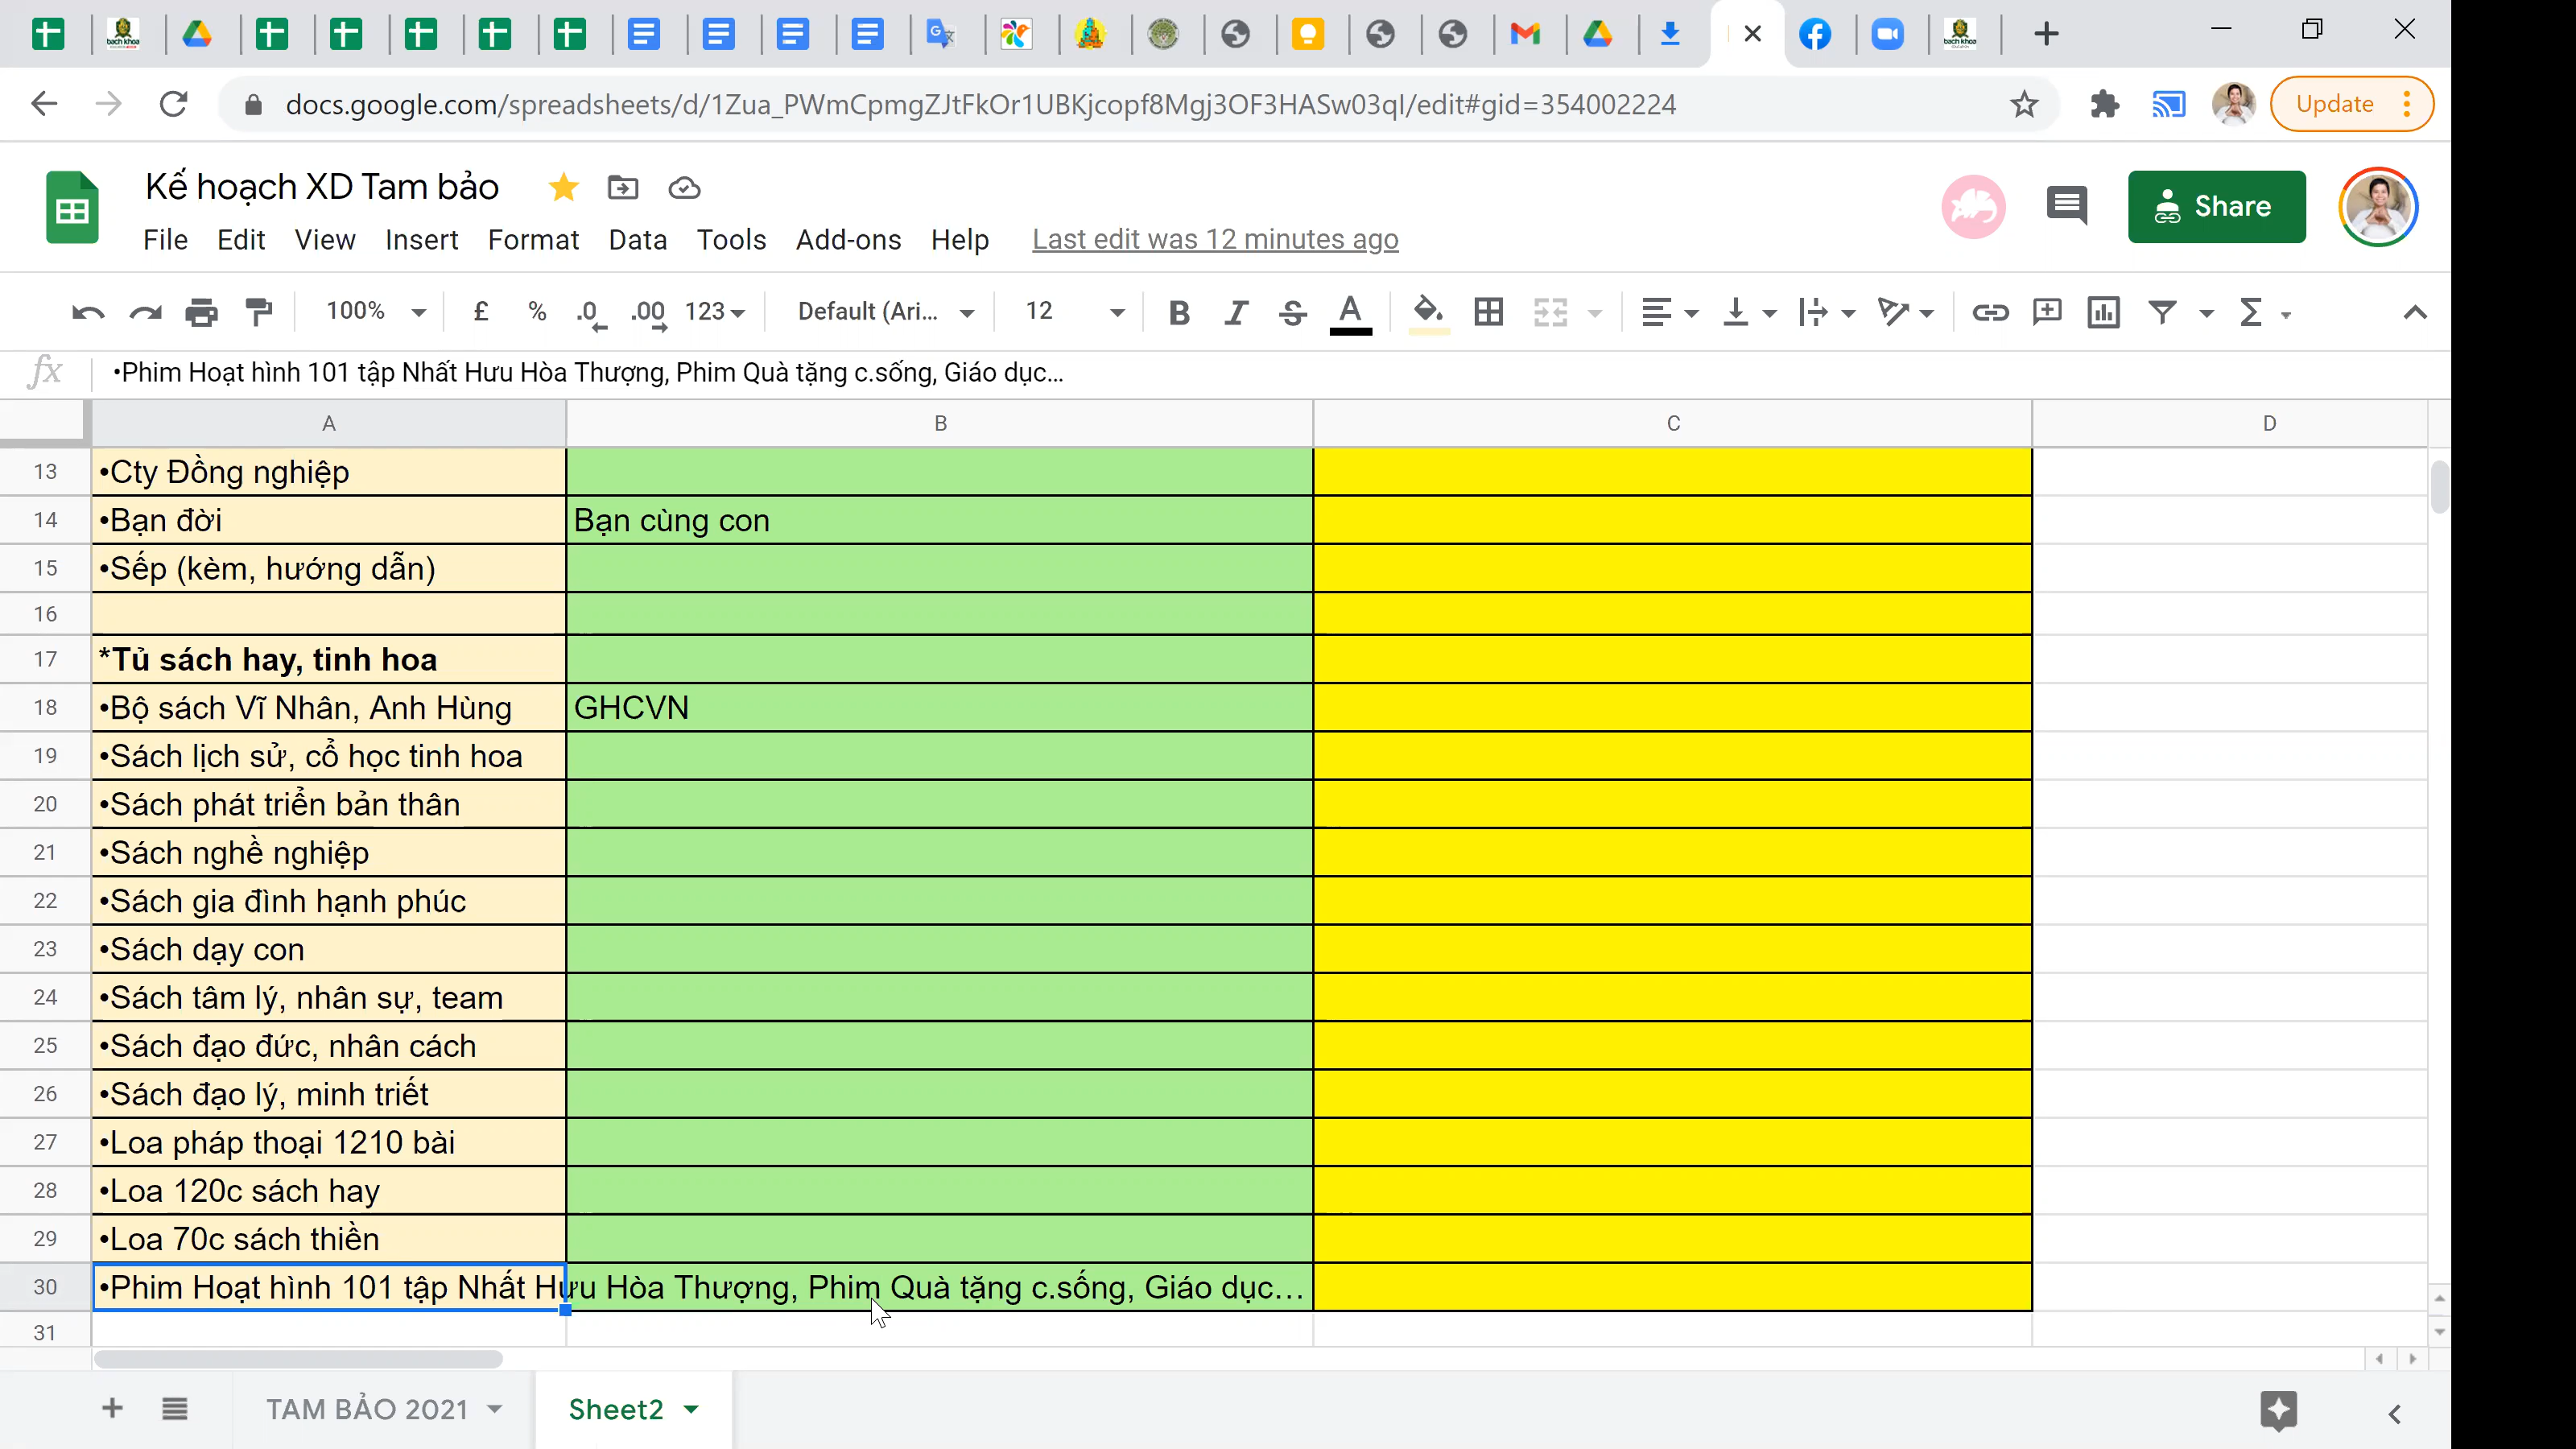 docs.google.com/spreadsheets/d/1Zua_PWmCpmgZJtFkOr1UBKjcopf8Mgj3OF3HASw03qI/edit#gid=354002224
Update
Kế hoạch XD Tam bảo
Share
File Edit View Insert Format Data Tools Add-ons Help Last edit was 12 minutes ago
100% £ % .0 .00 123 Default (Ari... 12 B I S A Σ
fx •Phim Hoạt hình 101 tập Nhất Hưu Hòa Thượng, Phim Quà tặng c.sống, Giáo dục...
A B C D
13 •Cty Đồng nghiệp
14 •Bạn đời Bạn cùng con
15 •Sếp (kèm, hướng dẫn)
16
17 *Tủ sách hay, tinh hoa
18 •Bộ sách Vĩ Nhân, Anh Hùng GHCVN
19 •Sách lịch sử, cổ học tinh hoa
20 •Sách phát triển bản thân
21 •Sách nghề nghiệp
22 •Sách gia đình hạnh phúc
23 •Sách dạy con
24 •Sách tâm lý, nhân sự, team
25 •Sách đạo đức, nhân cách
26 •Sách đạo lý, minh triết
27 •Loa pháp thoại 1210 bài
28 •Loa 120c sách hay
29 •Loa 70c sách thiền
30 •Phim Hoạt hình 101 tập Nhất Hưu Hòa Thượng, Phim Quà tặng c.sống, Giáo dục...
31
TAM BẢO 2021 Sheet2